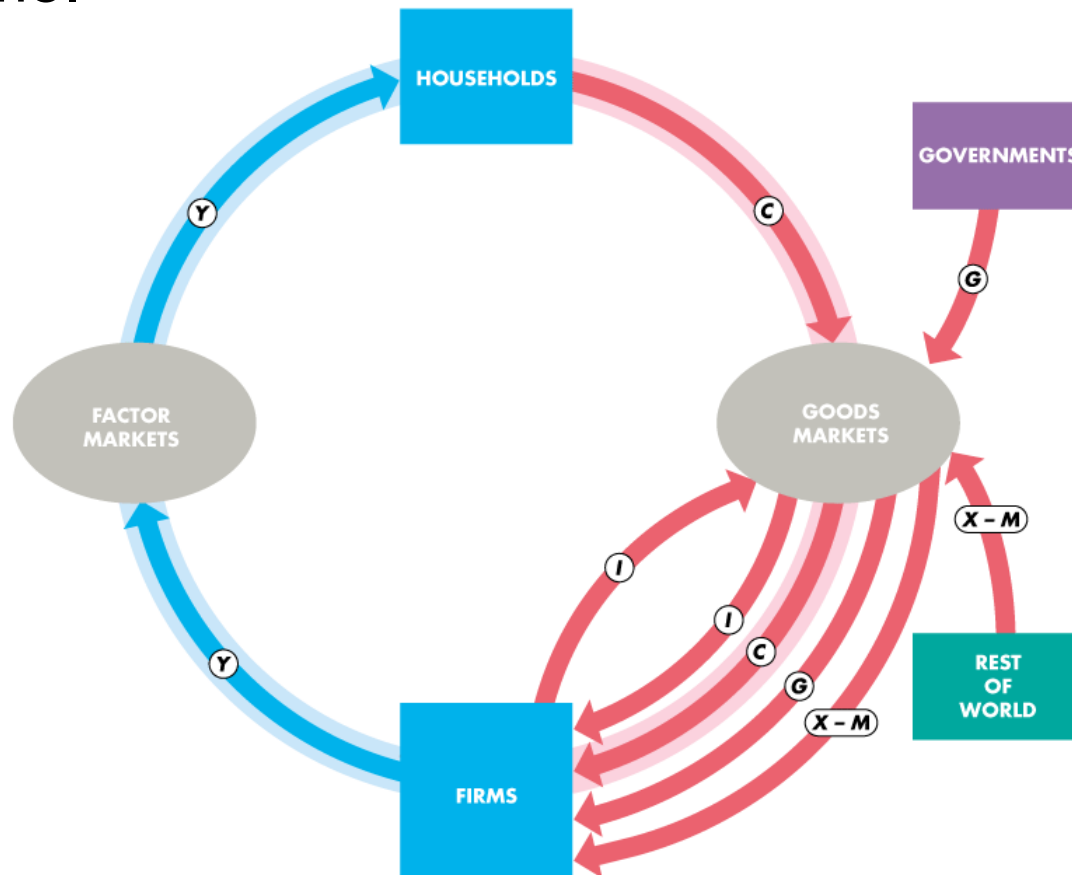 HOUSEHOLDS
GOVERNMENTS
Y
C
G
FACTOR
MARKETS
GOODS
MARKETS
X – M
I
I
C
Y
G
X – M
REST
OF
WORLD
FIRMS